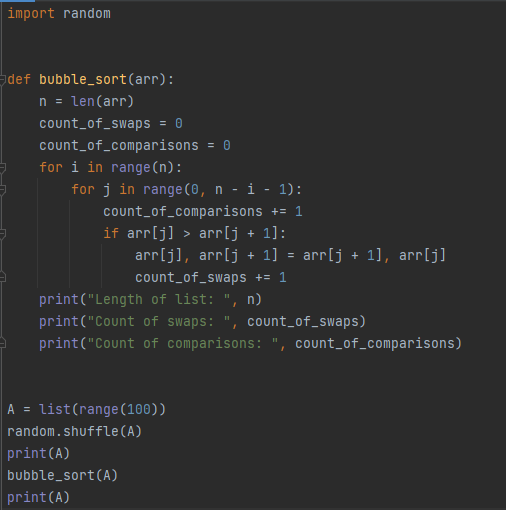 import random
def bubble_sort(arr):
    n = len(arr)
    count_of_swaps = 0
    count_of_comparisons = 0
    for i in range(n):
        for j in range(0, n - i - 1):
            count_of_comparisons += 1
            if arr[j] > arr[j + 1]:
                arr[j], arr[j + 1] = arr[j + 1], arr[j]
                count_of_swaps += 1
    print("Length of list: ", n)
    print("Count of swaps: ", count_of_swaps)
    print("Count of comparisons: ", count_of_comparisons)
A = list(range(100))
random.shuffle(A)
print(A)
bubble_sort(A)
print(A)